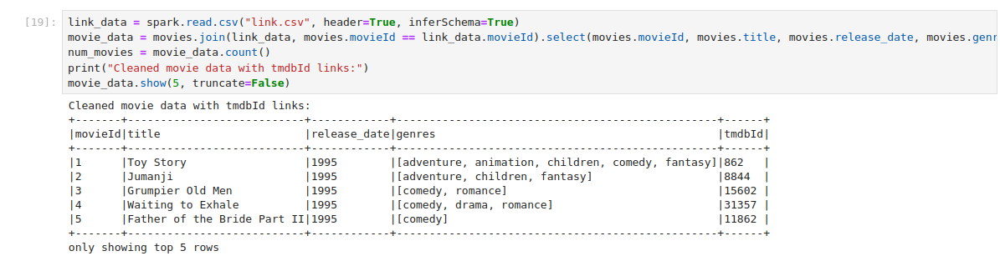 [19]: link_data = spark.read.csv("link.csv", header=True, inferSchema=True)
movie_data = movies.join(link_data, movies.movieId == link_data.movieId).select(movies.movieId, movies.title, movies.release_date, movies.genr
num_movies = movie_data.count()
print("Cleaned movie data with tmdbId links:")
movie_data.show(5, truncate=False)
Cleaned movie data with tmdbId links:
+-------+--------------------------+------------+-----------------------------------------------+------+
|movieId|title                     |release_date|genres                                         |tmdbId|
+-------+--------------------------+------------+-----------------------------------------------+------+
|1      |Toy Story                 |1995        |[adventure, animation, children, comedy, fantasy]|862   |
|2      |Jumanji                   |1995        |[adventure, children, fantasy]                 |8844  |
|3      |Grumpier Old Men          |1995        |[comedy, romance]                              |15602 |
|4      |Waiting to Exhale         |1995        |[comedy, drama, romance]                       |31357 |
|5      |Father of the Bride Part II|1995        |[comedy]                                       |11862 |
+-------+--------------------------+------------+-----------------------------------------------+------+
only showing top 5 rows